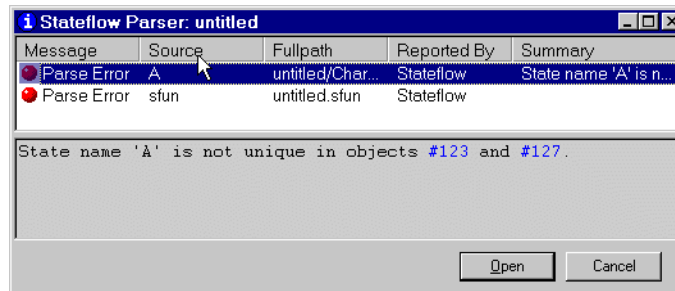 Stateflow Parser: untitled
Message Source Fullpath Reported By Summary
Parse Error A untitled/Char... Stateflow State name 'A' is n...
Parse Error sfun untitled.sfun Stateflow
State name 'A' is not unique in objects #123 and #127.
Open Cancel